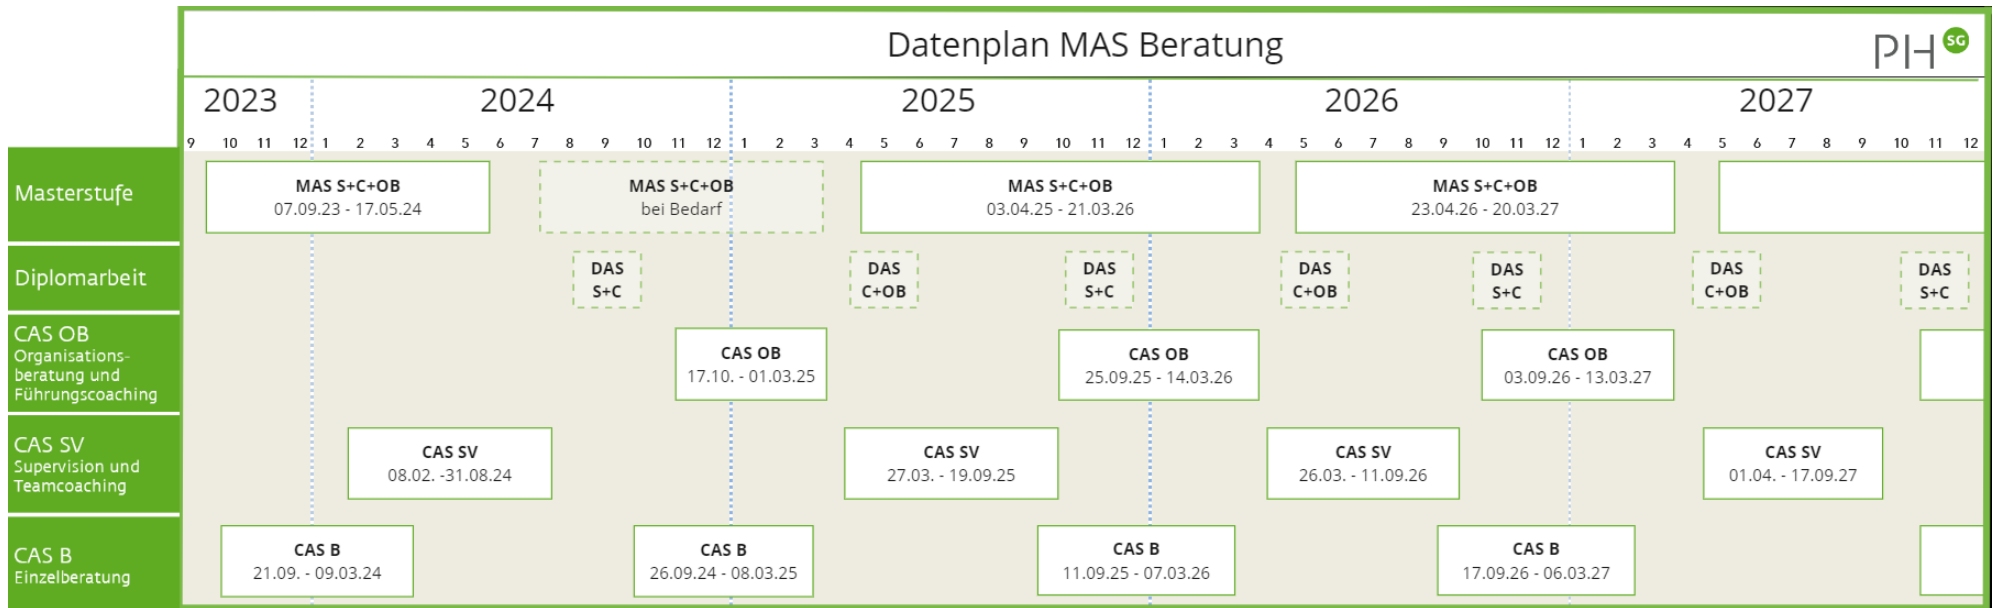 Datenplan MAS Beratung
PH SG
2023 2024 2025 2026 2027
9 10 11 12 1 2 3 4 5 6 7 8 9 10 11 12 1 2 3 4 5 6 7 8 9 10 11 12 1 2 3 4 5 6 7 8 9 10 11 12 1 2 3 4 5 6 7 8 9 10 11 12
Masterstufe
MAS S+C+OB
07.09.23 - 17.05.24
MAS S+C+OB
bei Bedarf
MAS S+C+OB
03.04.25 - 21.03.26
MAS S+C+OB
23.04.26 - 20.03.27
Diplomarbeit
DAS
S+C
DAS
C+OB
DAS
S+C
DAS
C+OB
DAS
S+C
DAS
C+OB
DAS
S+C
CAS OB
Organisations-
beratung und
Führungscoaching
CAS OB
17.10. - 01.03.25
CAS OB
25.09.25 - 14.03.26
CAS OB
03.09.26 - 13.03.27
CAS SV
Supervision und
Teamcoaching
CAS SV
08.02. -31.08.24
CAS SV
27.03. - 19.09.25
CAS SV
26.03. - 11.09.26
CAS SV
01.04. - 17.09.27
CAS B
Einzelberatung
CAS B
21.09. - 09.03.24
CAS B
26.09.24 - 08.03.25
CAS B
11.09.25 - 07.03.26
CAS B
17.09.26 - 06.03.27